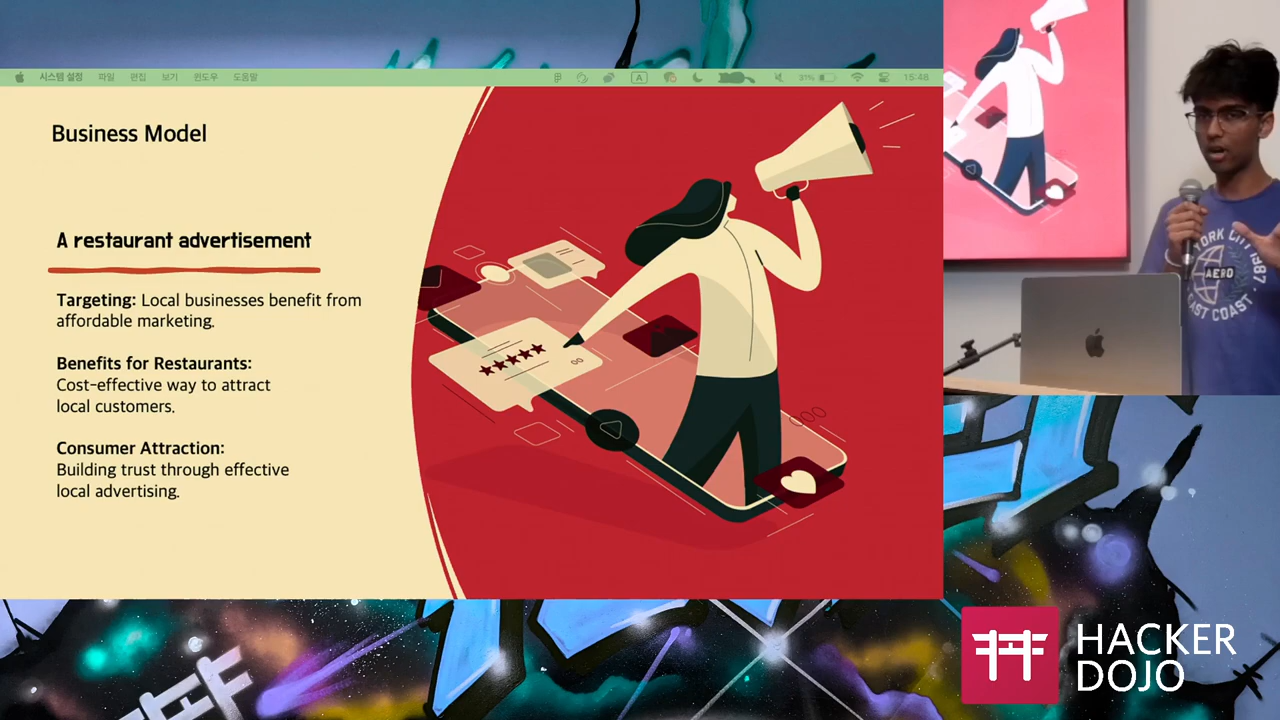 시스템 설정 파일 편집 보기 윈도우 도움말 A 31% 15:48
Business Model
A restaurant advertisement
Targeting: Local businesses benefit from
affordable marketing.
Benefits for Restaurants:
Cost-effective way to attract
local customers.
Consumer Attraction:
Building trust through effective
local advertising.
YORK CITY 1987
AERO
EAST COAST
HACKER
DOJO